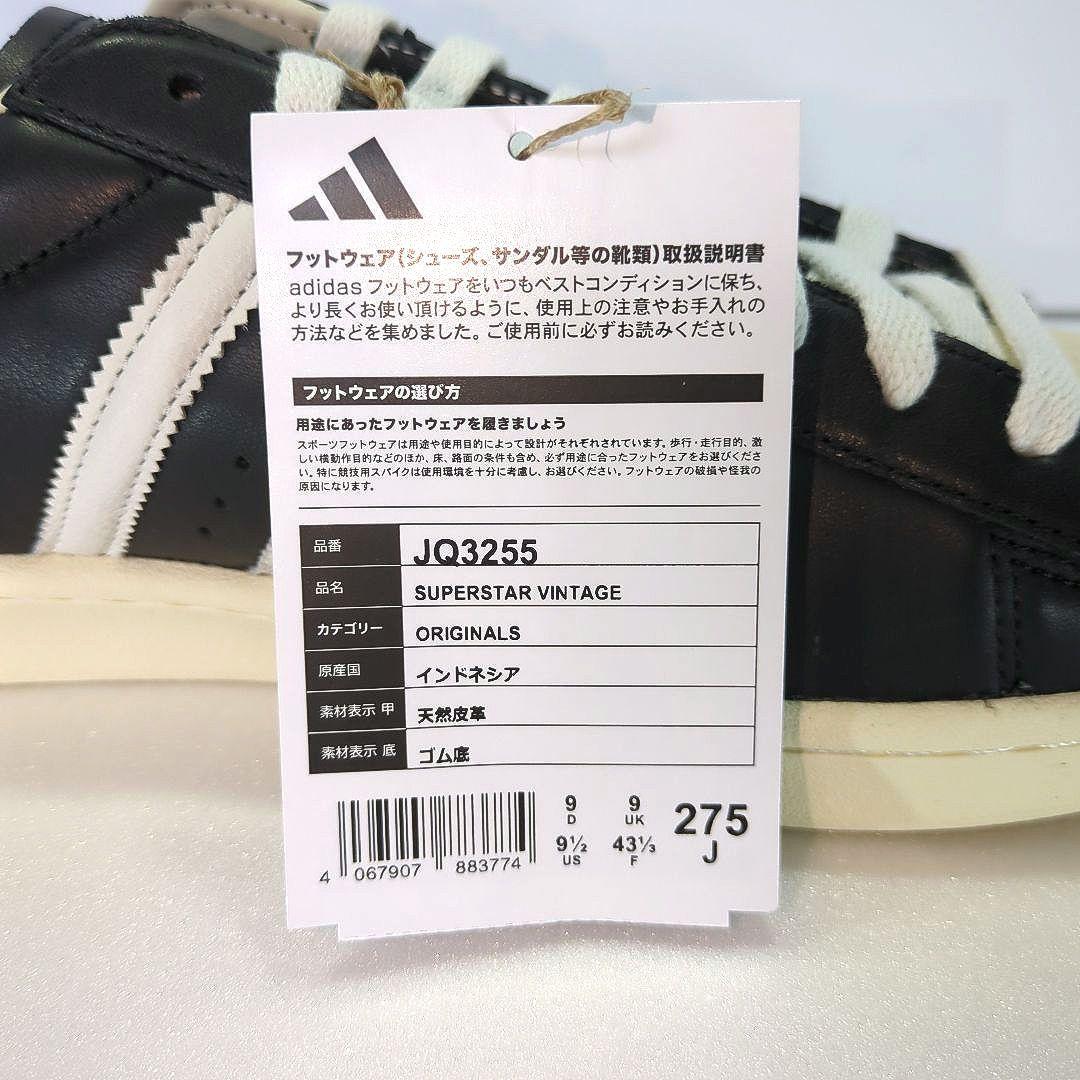 フットウェア(シューズ、サンダル等の靴類)取扱説明書
adidas フットウェアをいつもベストコンディションに保ち、
より長くお使い頂けるように、使用上の注意やお手入れの
方法などを集めました。ご使用前に必ずお読みください。
フットウェアの選び方
用途にあったフットウェアを履きましょう
スポーツフットウェアは用途や使用目的によって設計がそれぞれされています。歩行・走行目的、激
しい横動作目的などのほか、床、路面の条件も含め、必ず用途に合ったフットウェアをお選びくださ
い。特に競技用スパイクは使用環境を十分に考慮し、お選びください。フットウェアの破損や怪我の
原因になります。
品番 JQ3255
品名 SUPERSTAR VINTAGE
カテゴリー ORIGINALS
原産国 インドネシア
素材表示 甲 天然皮革
素材表示 底 ゴム底
9 9 275
D UK J
9½ 43⅓
US F
4 067907 883774